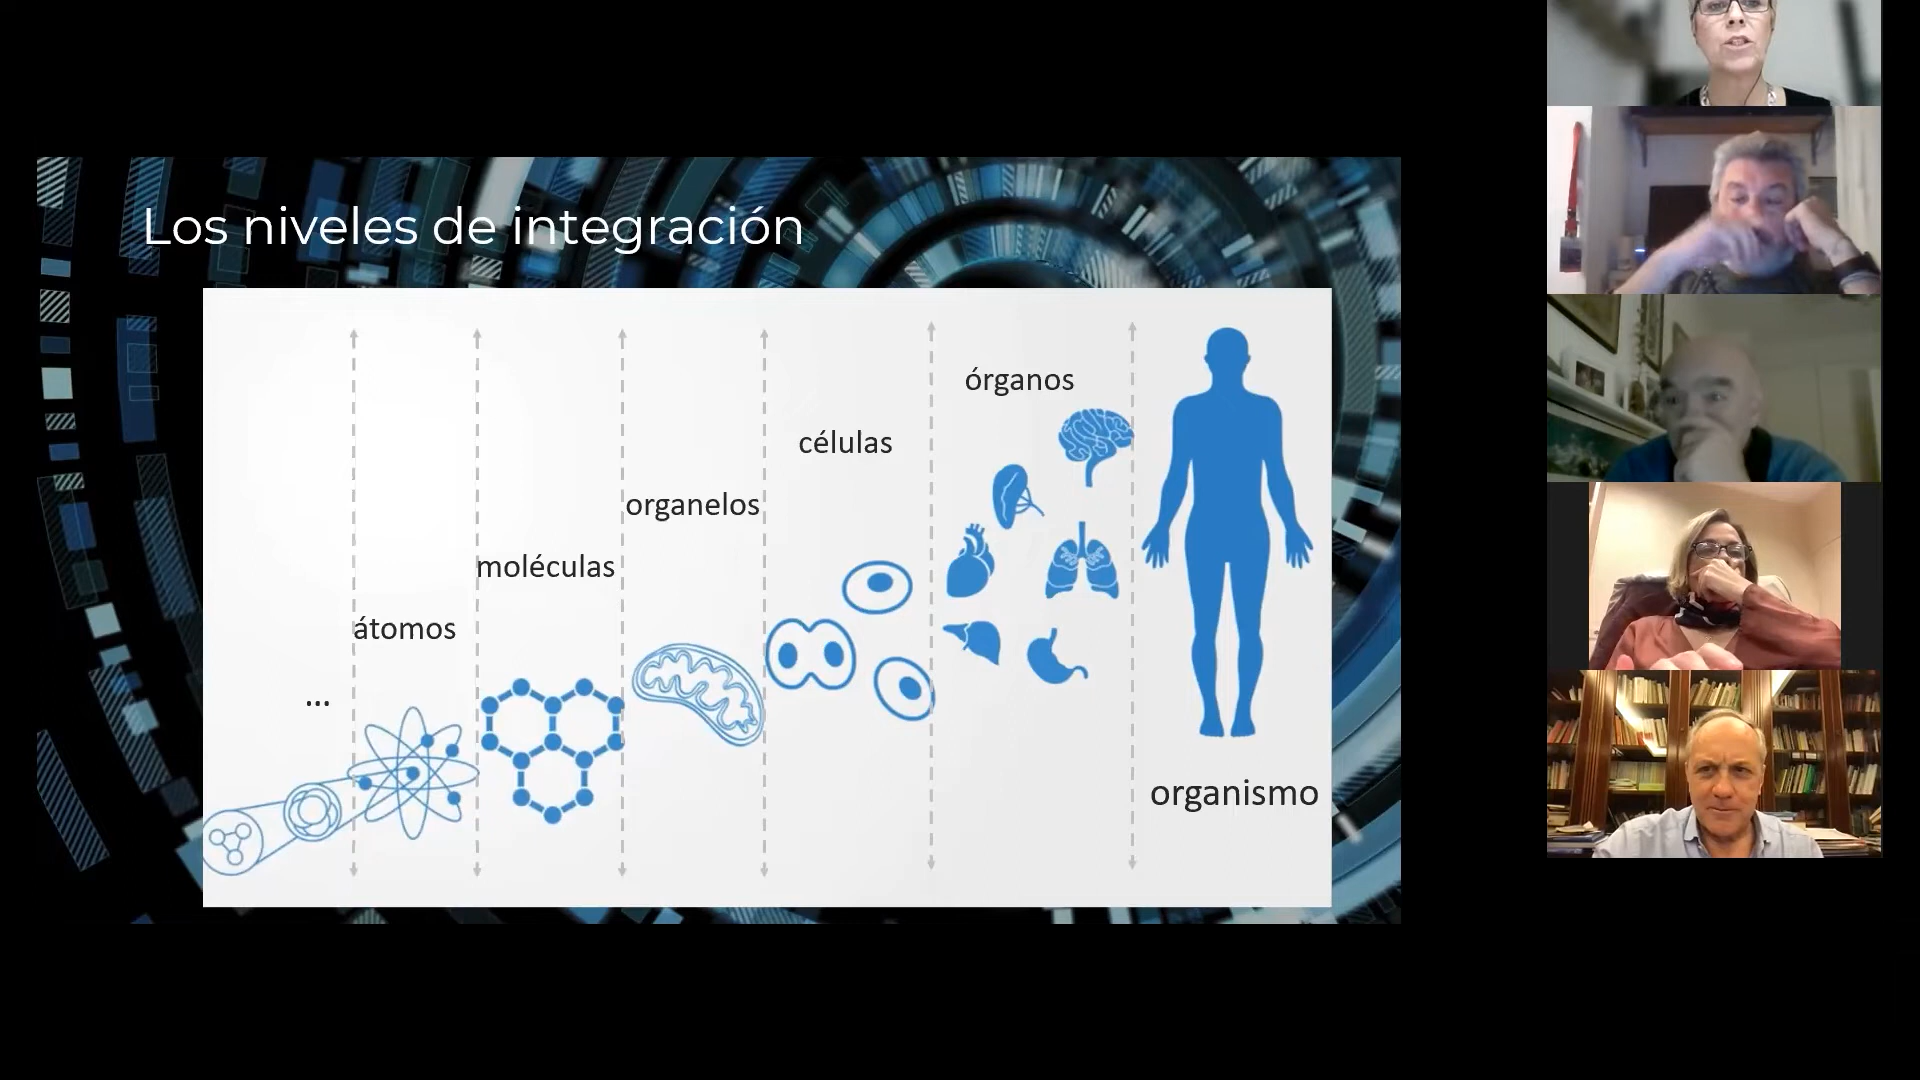 Los niveles de integración
órganos
células
organelos
moléculas
átomos
...
organismo